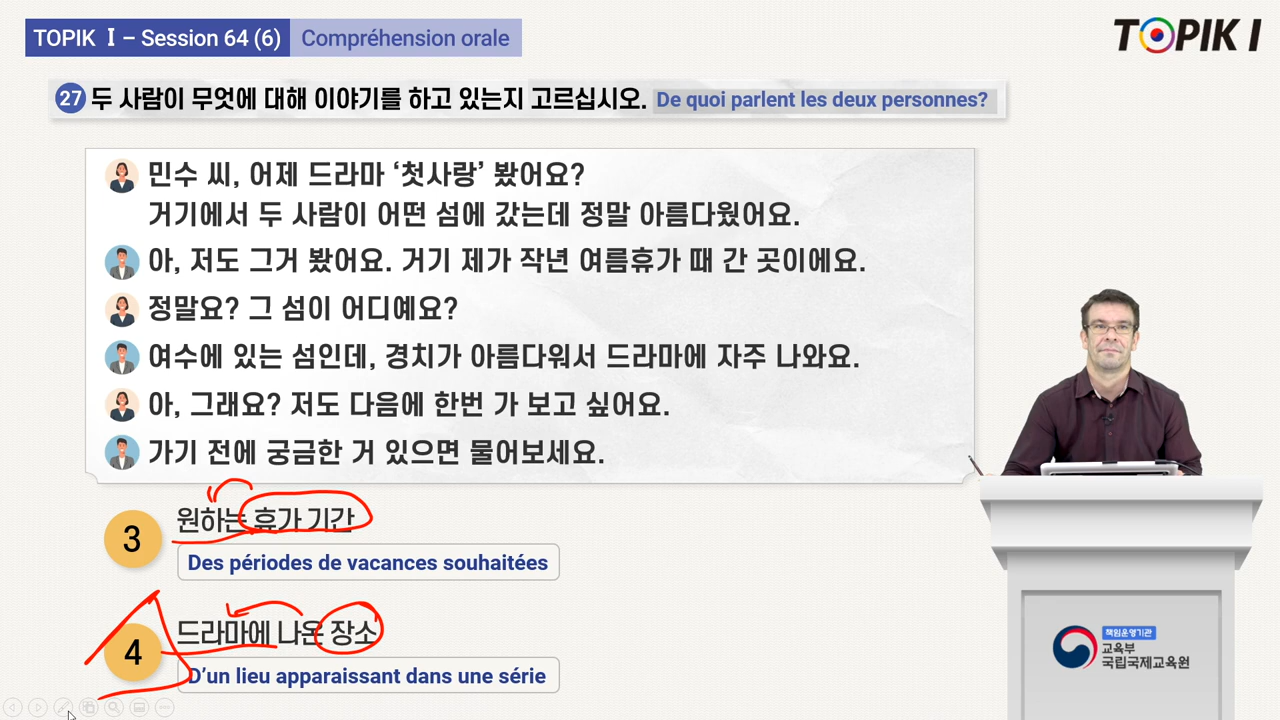 TOPIK I – Session 64 (6) Compréhension orale
TOPIK I
27 두 사람이 무엇에 대해 이야기를 하고 있는지 고르십시오. De quoi parlent les deux personnes?
민수 씨, 어제 드라마 ‘첫사랑’ 봤어요?
거기에서 두 사람이 어떤 섬에 갔는데 정말 아름다웠어요.
아, 저도 그거 봤어요. 거기 제가 작년 여름휴가 때 간 곳이에요.
정말요? 그 섬이 어디예요?
여수에 있는 섬인데, 경치가 아름다워서 드라마에 자주 나와요.
아, 그래요? 저도 다음에 한번 가 보고 싶어요.
가기 전에 궁금한 거 있으면 물어보세요.
3 원하는 휴가 기간
Des périodes de vacances souhaitées
4 드라마에 나온 장소
D’un lieu apparaissant dans une série
책임운영기관
교육부
국립국제교육원